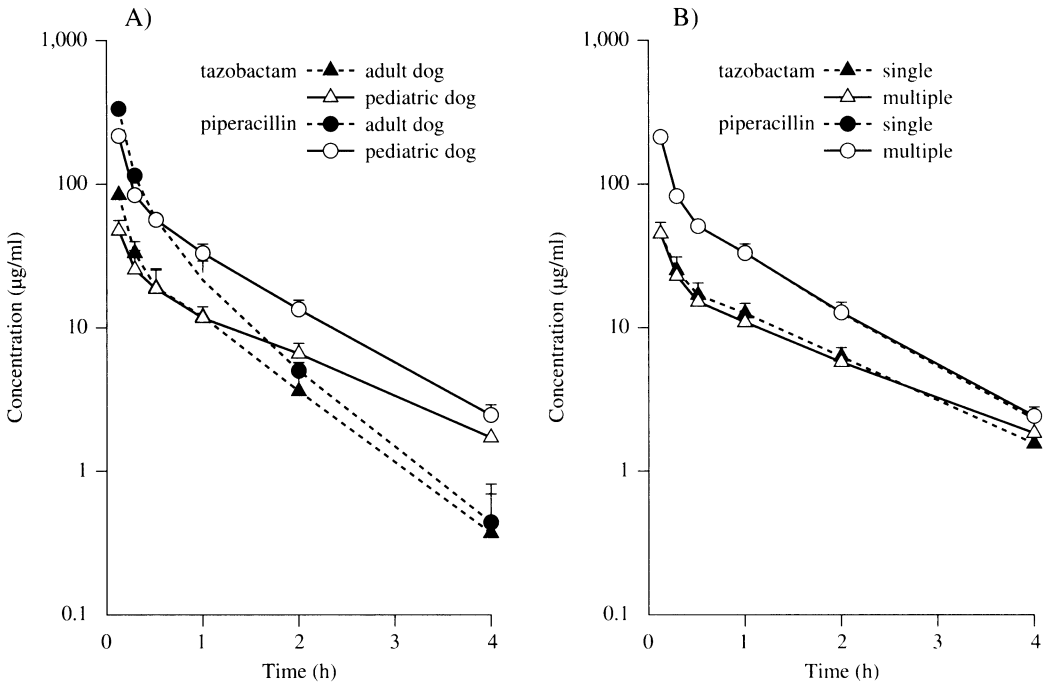 A)
1,000
100
10
1
0.1
Concentration (μg/ml)
tazobactam adult dog
pediatric dog
piperacillin adult dog
pediatric dog
0 1 2 3 4
Time (h)
B)
1,000
100
10
1
0.1
Concentration (μg/ml)
tazobactam single
multiple
piperacillin single
multiple
0 1 2 3 4
Time (h)